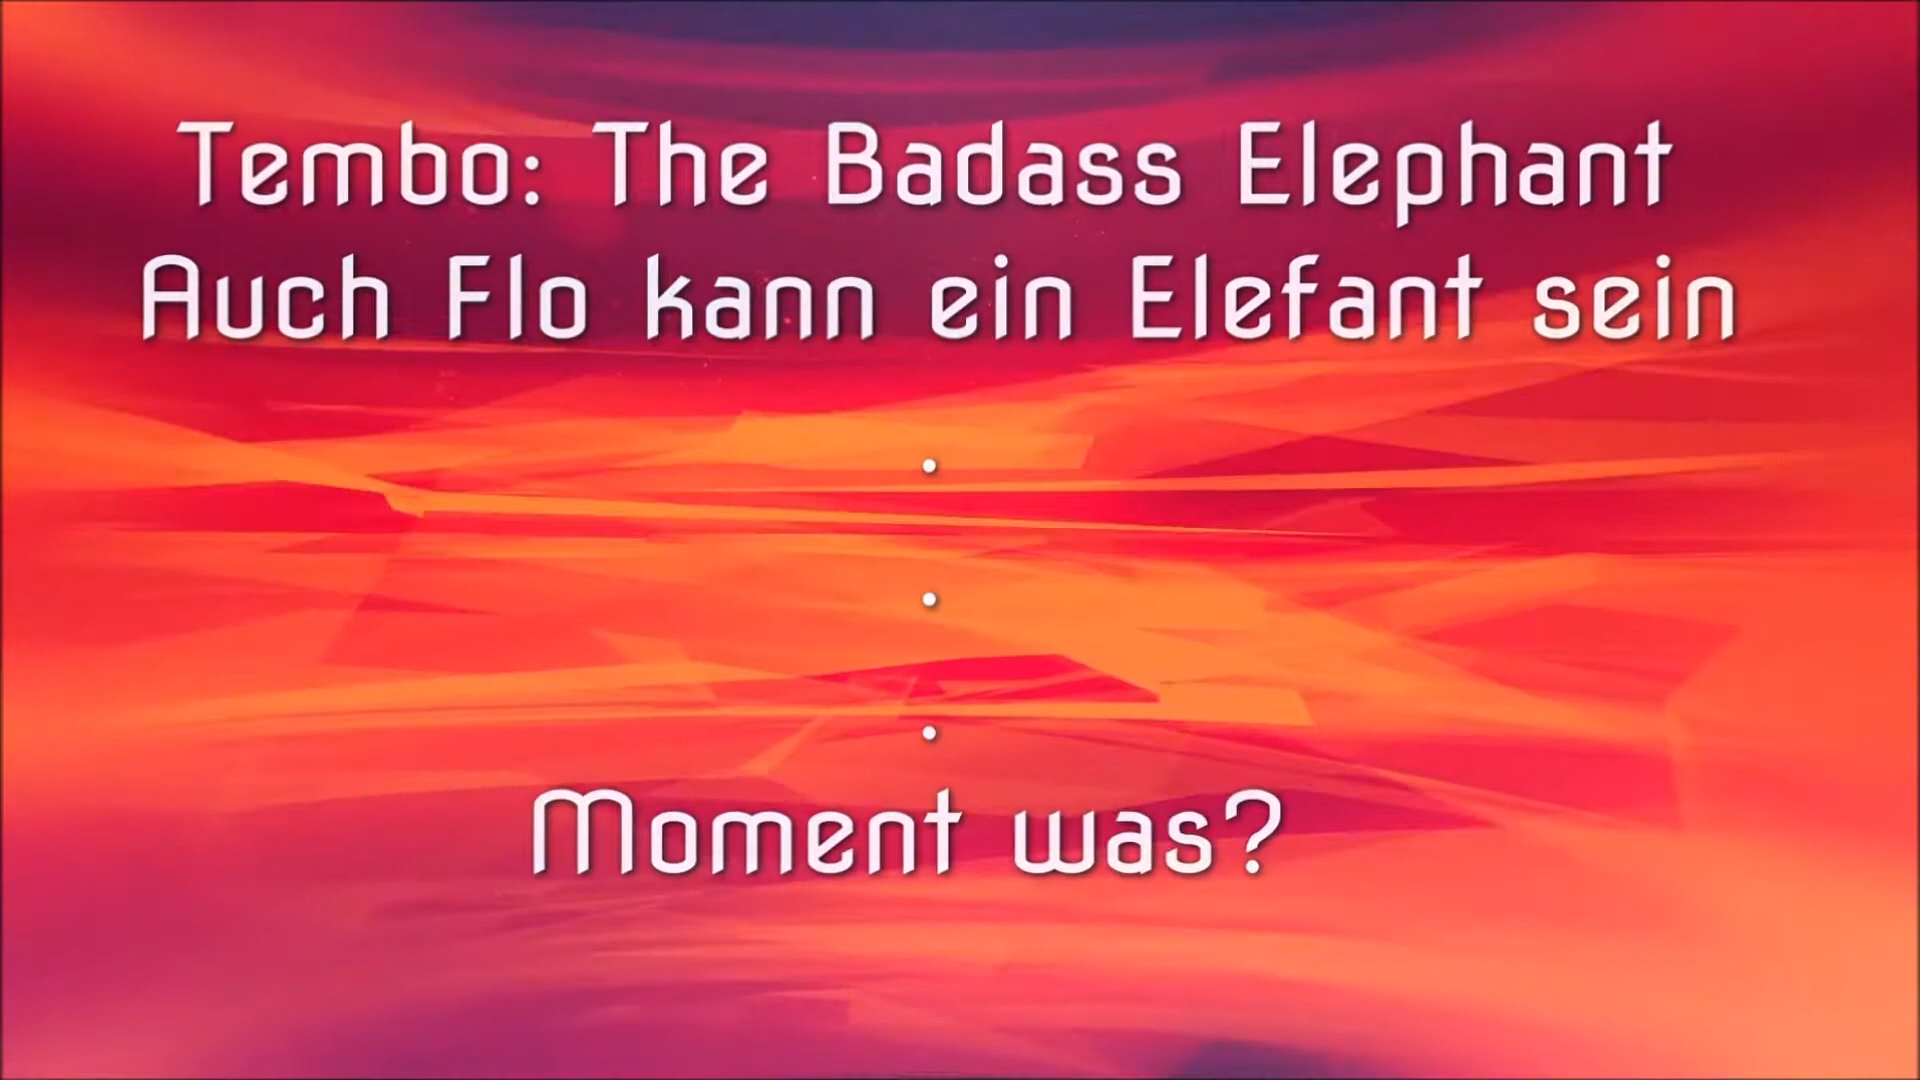 Tembo: The Badass Elephant
Auch Flo kann ein Elefant sein
.
.
.
Moment was?